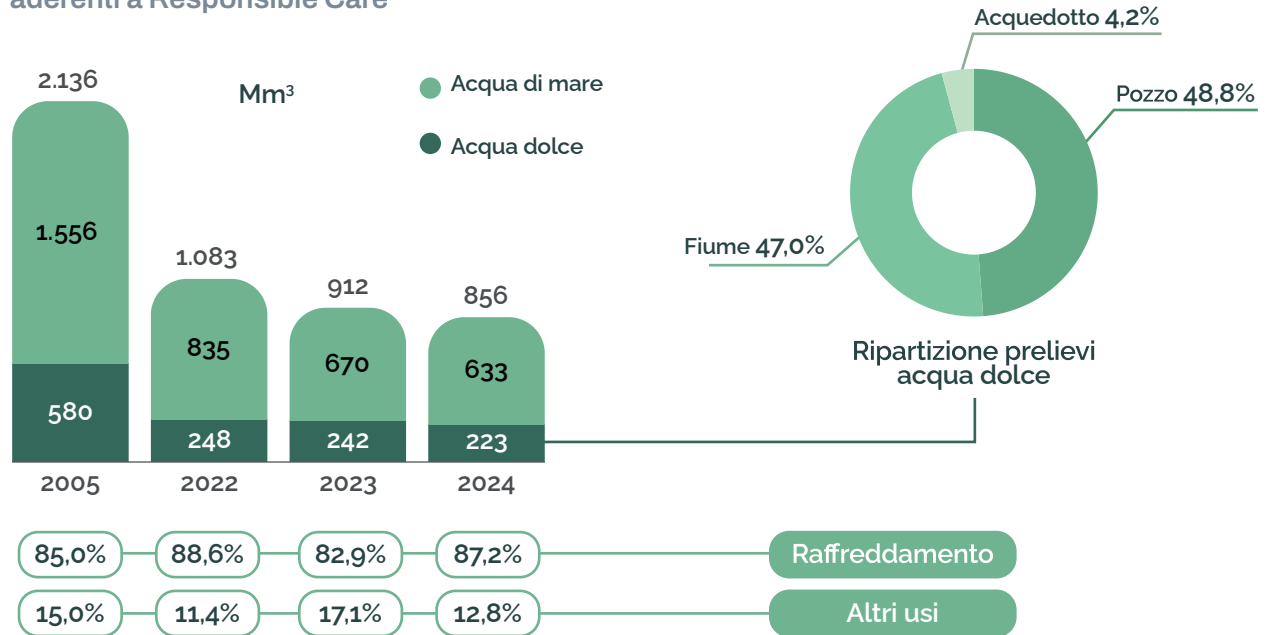 aderenti a Responsible Care
2.136
Mm³
Acqua di mare
Acqua dolce
1.556
580
1.083
835
248
912
670
242
856
633
223
2005
2022
2023
2024
Acquedotto 4,2%
Pozzo 48,8%
Fiume 47,0%
Ripartizione prelievi
acqua dolce
85,0%
88,6%
82,9%
87,2%
Raffreddamento
15,0%
11,4%
17,1%
12,8%
Altri usi